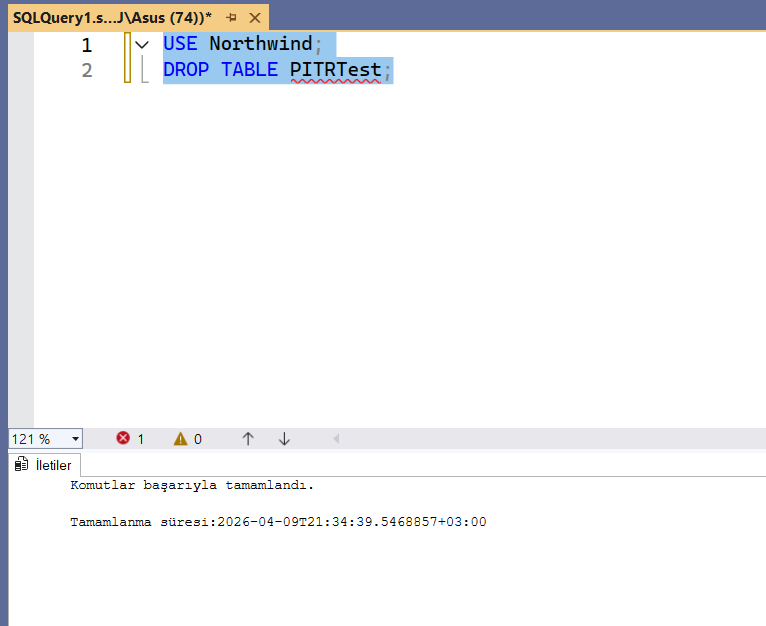 SQLQuery1.s...J\Asus (74))*
1 USE Northwind;
2 DROP TABLE PITRTest;
121 % 1 0
İletiler
Komutlar başarıyla tamamlandı.
Tamamlanma süresi:2026-04-09T21:34:39.5468857+03:00